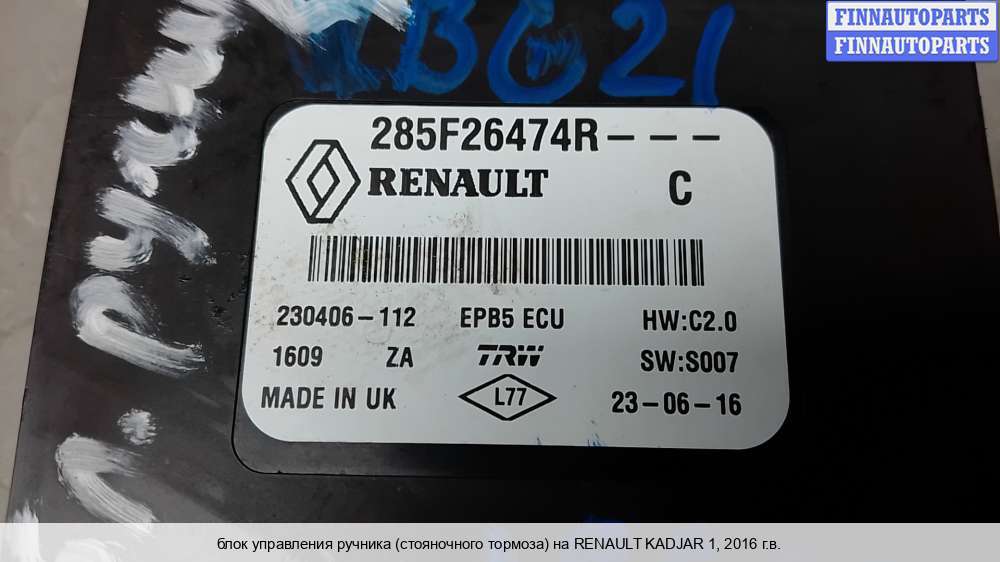 FINNAUTOPARTS
FINNAUTOPARTS
285F26474R---
RENAULT C
230406-112 EPB5 ECU HW:C2.0
1609 ZA TRW SW:S007
MADE IN UK L77 23-06-16
блок управления ручника (стояночного тормоза) на RENAULT KADJAR 1, 2016 г.в.